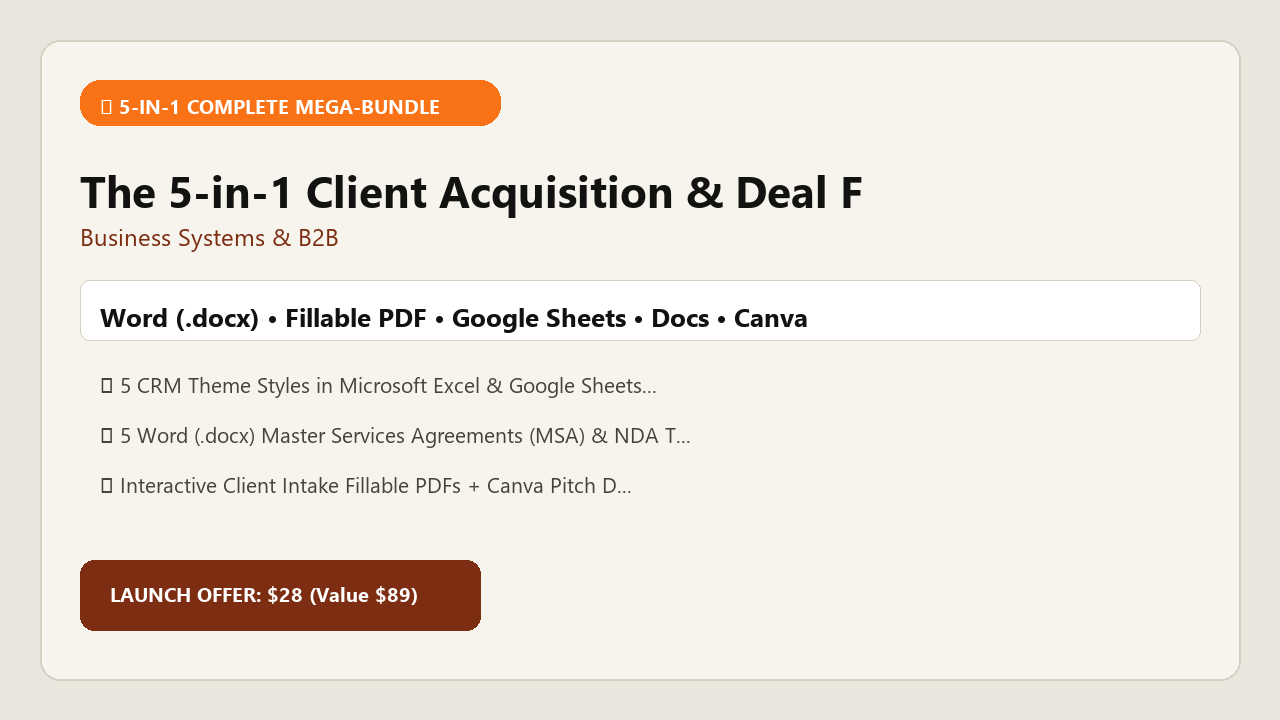 5-IN-1 COMPLETE MEGA-BUNDLE
The 5-in-1 Client Acquisition & Deal F
Business Systems & B2B
Word (.docx) • Fillable PDF • Google Sheets • Docs • Canva
5 CRM Theme Styles in Microsoft Excel & Google Sheets...
5 Word (.docx) Master Services Agreements (MSA) & NDA T...
Interactive Client Intake Fillable PDFs + Canva Pitch D...
LAUNCH OFFER: $28 (Value $89)